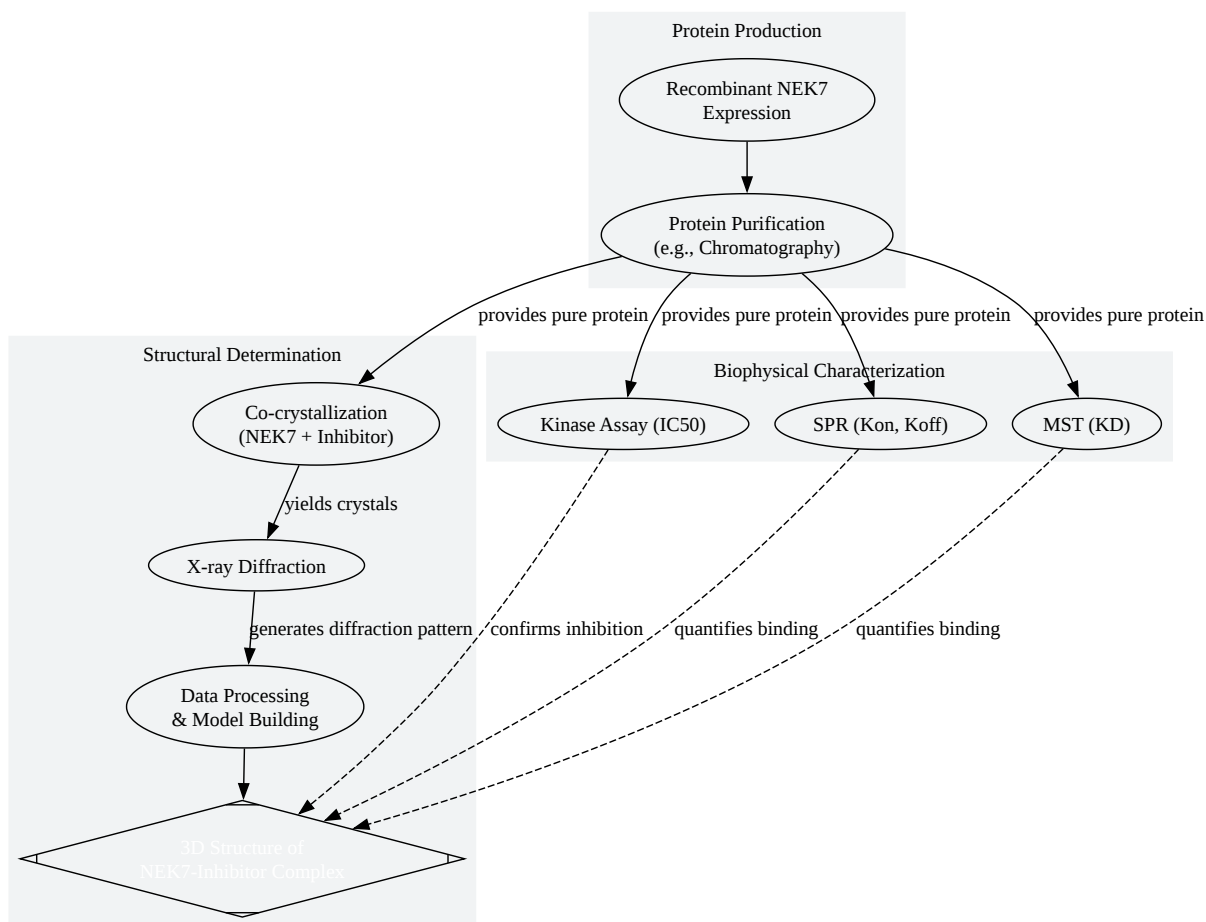 Protein Production
Recombinant NEK7
Expression
Protein Purification
(e.g., Chromatography)
provides pure protein
provides pure protein
provides pure protein
provides pure protein
Structural Determination
Biophysical Characterization
Co-crystallization
(NEK7 + Inhibitor)
Kinase Assay (IC50)
SPR (Kon, Koff)
MST (KD)
yields crystals
X-ray Diffraction
generates diffraction pattern
confirms inhibition
quantifies binding
quantifies binding
Data Processing
& Model Building
3D Structure of
NEK7-Inhibitor Complex